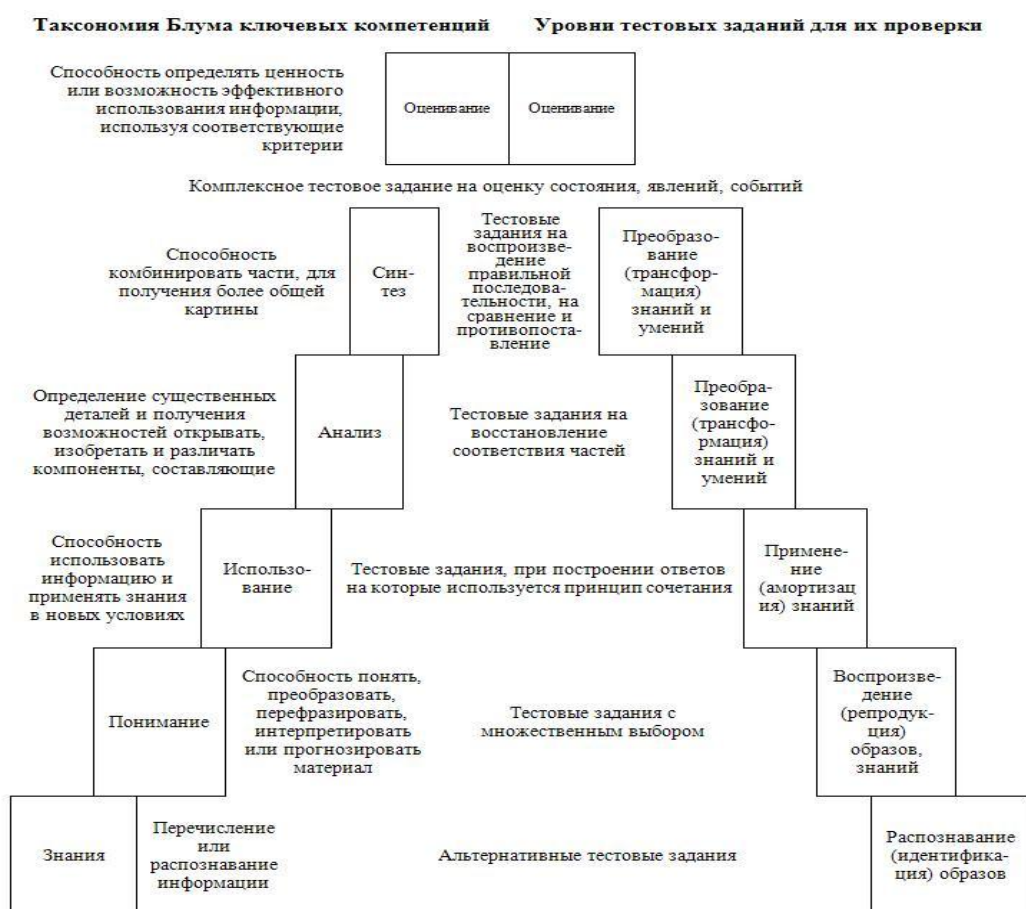 Таксономия Блума ключевых компетенций
Уровни тестовых заданий для их проверки
Способность определять ценность
или возможность эффективного
использования информации,
используя соответствующие
критерии
Оценивание
Оценивание
Комплексное тестовое задание на оценку состояния, явлений, событий
Способность
комбинировать части, для
получения более общей
картины
Син-
тез
Тестовые
задания на
воспроизве-
дение
правильной
последова-
тельности, на
сравнение и
противопоста-
вление
Преобразо-
вание
(трансфор-
мация)
знаний и
умений
Определение существенных
деталей и получения
возможностей открывать,
изобретать и различать
компоненты, составляющие
Анализ
Тестовые задания на
восстановление
соответствия частей
Преобра-
зование
(трансфо-
рмация)
знаний и
умений
Способность
использовать
информацию и
применять знания
в новых условиях
Использо-
вание
Тестовые задания, при построении ответов
на которые используется принцип сочетания
Примене-
ние
(амортизац
ия) знаний
Понимание
Способность понять,
преобразовать,
перефразировать,
интерпретировать
или прогнозировать
материал
Тестовые задания с
множественным выбором
Воспроизве-
дение
(репродук-
ция)
образов,
знаний
Знания
Перечисление
или
распознавание
информации
Альтернативные тестовые задания
Распознавание
(идентифика-
ция) образов